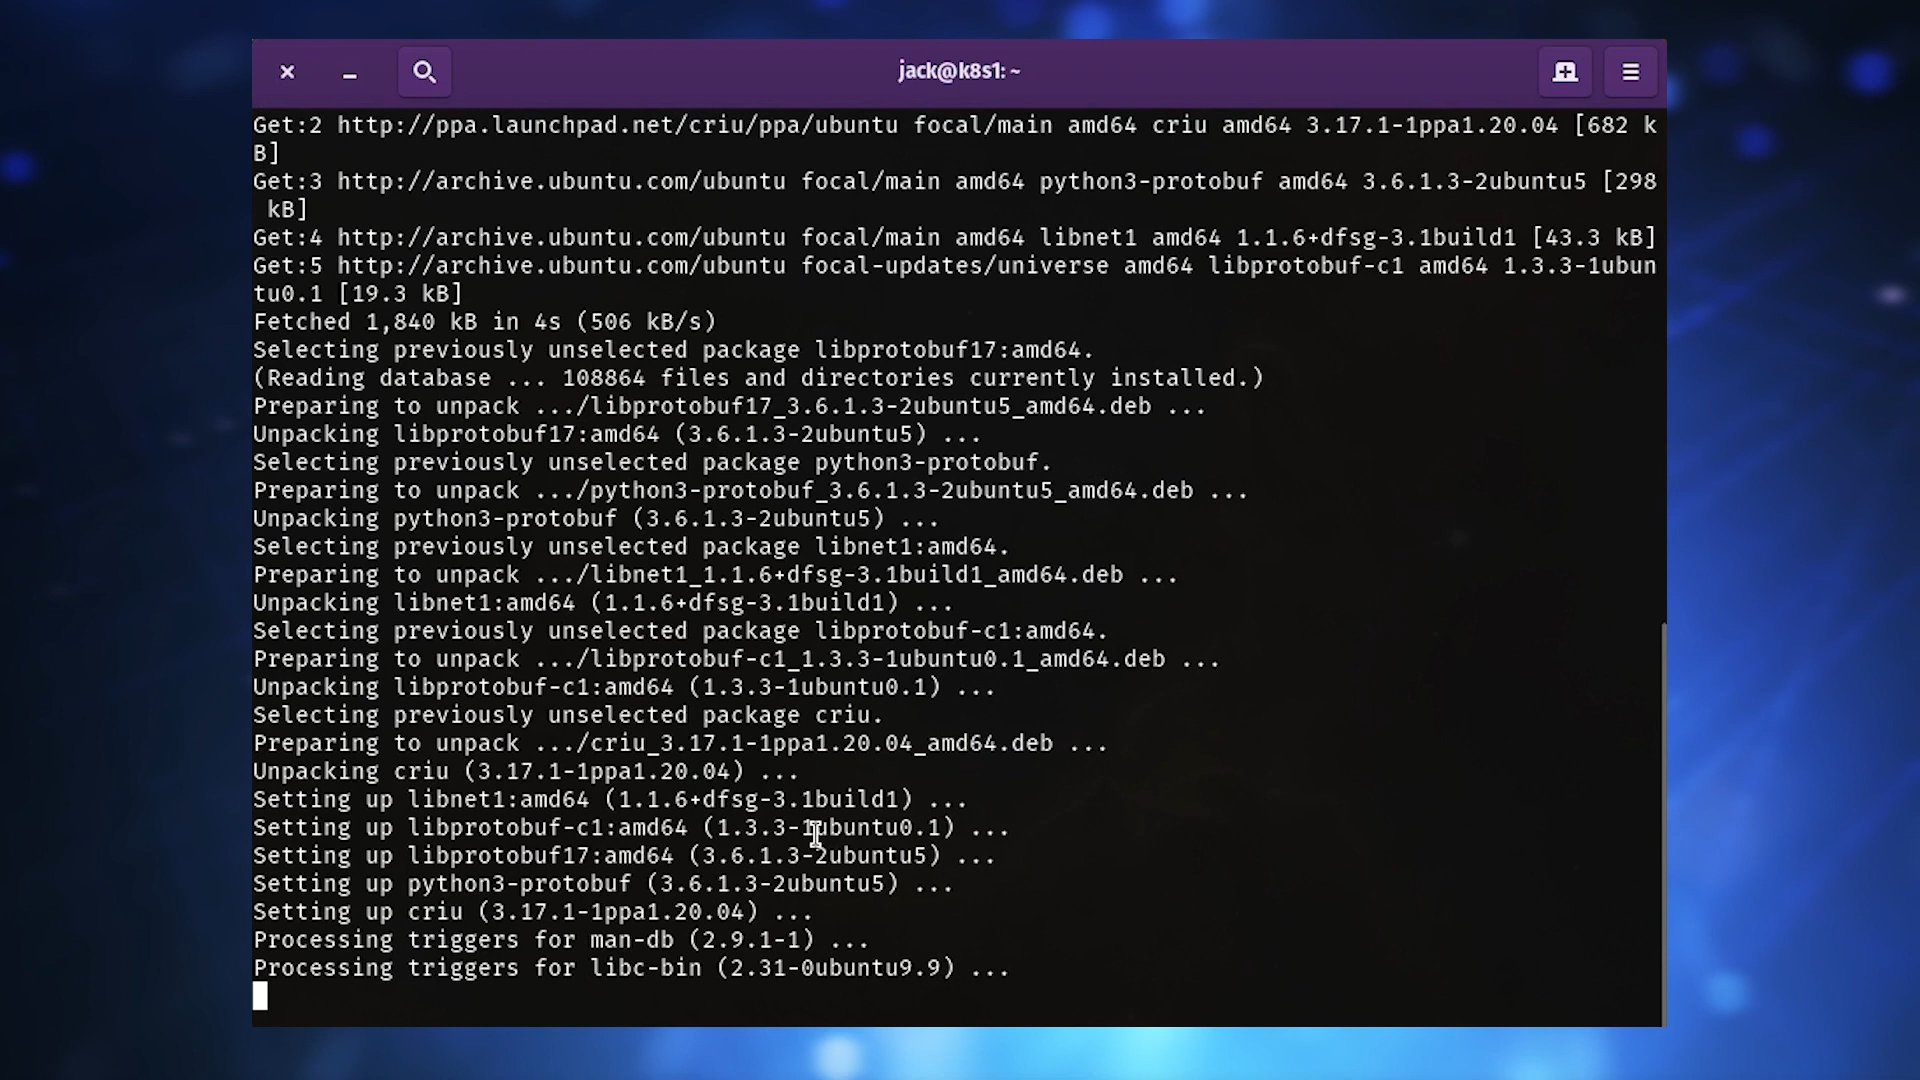 jack@k8s1: ~
Get:2 http://ppa.launchpad.net/criu/ppa/ubuntu focal/main amd64 criu amd64 3.17.1-1ppa1.20.04 [682 k
B]
Get:3 http://archive.ubuntu.com/ubuntu focal/main amd64 python3-protobuf amd64 3.6.1.3-2ubuntu5 [298
 kB]
Get:4 http://archive.ubuntu.com/ubuntu focal/main amd64 libnet1 amd64 1.1.6+dfsg-3.1build1 [43.3 kB]
Get:5 http://archive.ubuntu.com/ubuntu focal-updates/universe amd64 libprotobuf-c1 amd64 1.3.3-1ubun
tu0.1 [19.3 kB]
Fetched 1,840 kB in 4s (506 kB/s)
Selecting previously unselected package libprotobuf17:amd64.
(Reading database ... 108864 files and directories currently installed.)
Preparing to unpack .../libprotobuf17_3.6.1.3-2ubuntu5_amd64.deb ...
Unpacking libprotobuf17:amd64 (3.6.1.3-2ubuntu5) ...
Selecting previously unselected package python3-protobuf.
Preparing to unpack .../python3-protobuf_3.6.1.3-2ubuntu5_amd64.deb ...
Unpacking python3-protobuf (3.6.1.3-2ubuntu5) ...
Selecting previously unselected package libnet1:amd64.
Preparing to unpack .../libnet1_1.1.6+dfsg-3.1build1_amd64.deb ...
Unpacking libnet1:amd64 (1.1.6+dfsg-3.1build1) ...
Selecting previously unselected package libprotobuf-c1:amd64.
Preparing to unpack .../libprotobuf-c1_1.3.3-1ubuntu0.1_amd64.deb ...
Unpacking libprotobuf-c1:amd64 (1.3.3-1ubuntu0.1) ...
Selecting previously unselected package criu.
Preparing to unpack .../criu_3.17.1-1ppa1.20.04_amd64.deb ...
Unpacking criu (3.17.1-1ppa1.20.04) ...
Setting up libnet1:amd64 (1.1.6+dfsg-3.1build1) ...
Setting up libprotobuf-c1:amd64 (1.3.3-1ubuntu0.1) ...
Setting up libprotobuf17:amd64 (3.6.1.3-2ubuntu5) ...
Setting up python3-protobuf (3.6.1.3-2ubuntu5) ...
Setting up criu (3.17.1-1ppa1.20.04) ...
Processing triggers for man-db (2.9.1-1) ...
Processing triggers for libc-bin (2.31-0ubuntu9.9) ...